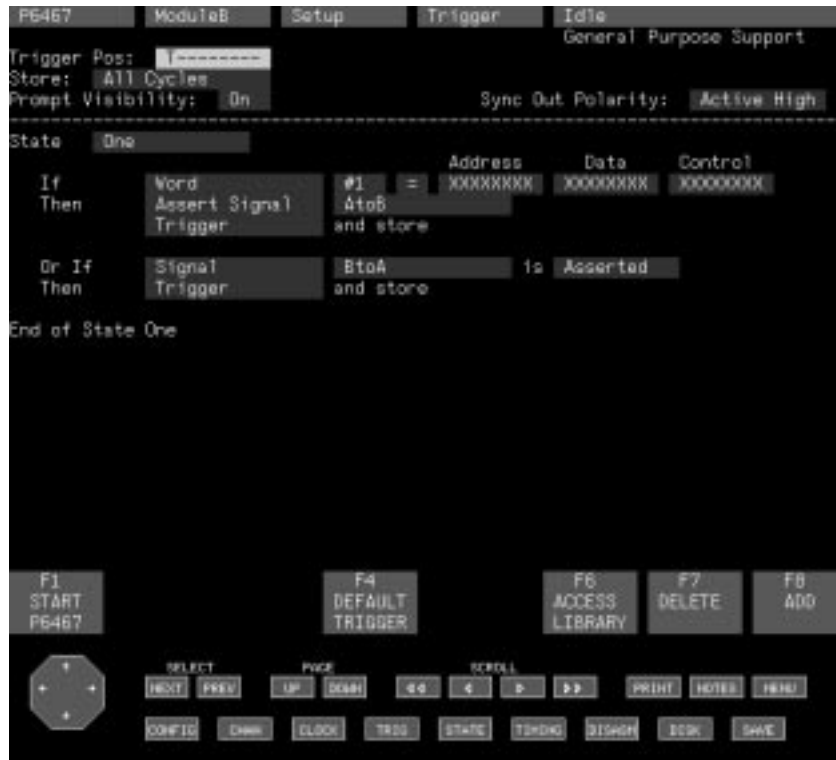 P6467 ModuleB Setup Trigger Idle
General Purpose Support
Trigger Pos: T--------
Store: All Cycles
Prompt Visibility: On Sync Out Polarity: Active High
State One
Address Data Control
If Word #1 = XXXXXXXX XXXXXXXX XXXXXXXX
Then Assert Signal AtoB
Trigger and store
Or If Signal BtoA is Asserted
Then Trigger and store
End of State One
F1 F4 F6 F7 F8
START DEFAULT ACCESS DELETE ADD
P6467 TRIGGER LIBRARY
SELECT PAGE SCROLL
NEXT PREV UP DOWN PRINT NOTES MENU
CONFIG CHAN CLOCK TRIG STATE TIMING DISASM DISK SAVE